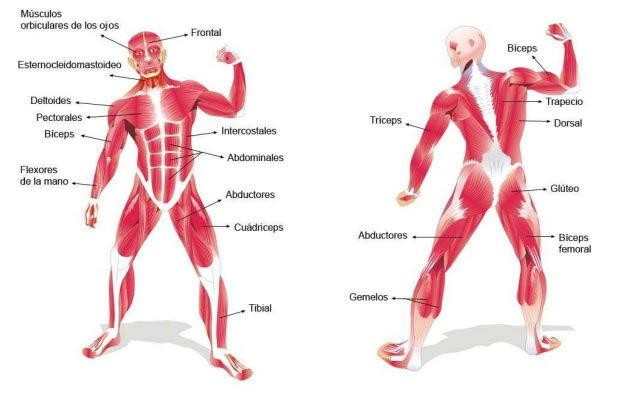 Músculos
orbiculares de los ojos
Frontal
Esternocleidomastoideo
Deltoides
Pectorales
Bíceps
Intercostales
Abdominales
Flexores
de la mano
Abductores
Cuádriceps
Tibial
Bíceps
Trapecio
Tríceps
Dorsal
Glúteo
Abductores
Bíceps
femoral
Gemelos